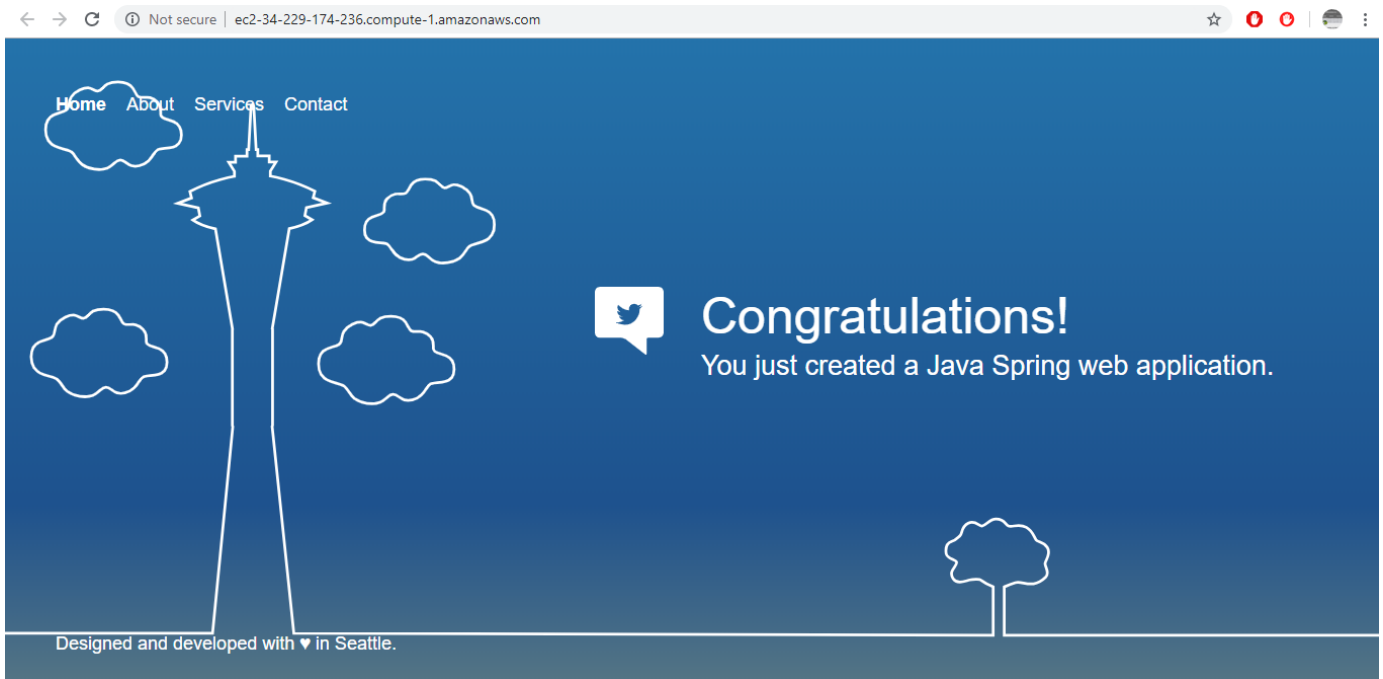 Not secure | ec2-34-229-174-236.compute-1.amazonaws.com
Home About Services Contact
Congratulations!
You just created a Java Spring web application.
Designed and developed with ♥ in Seattle.